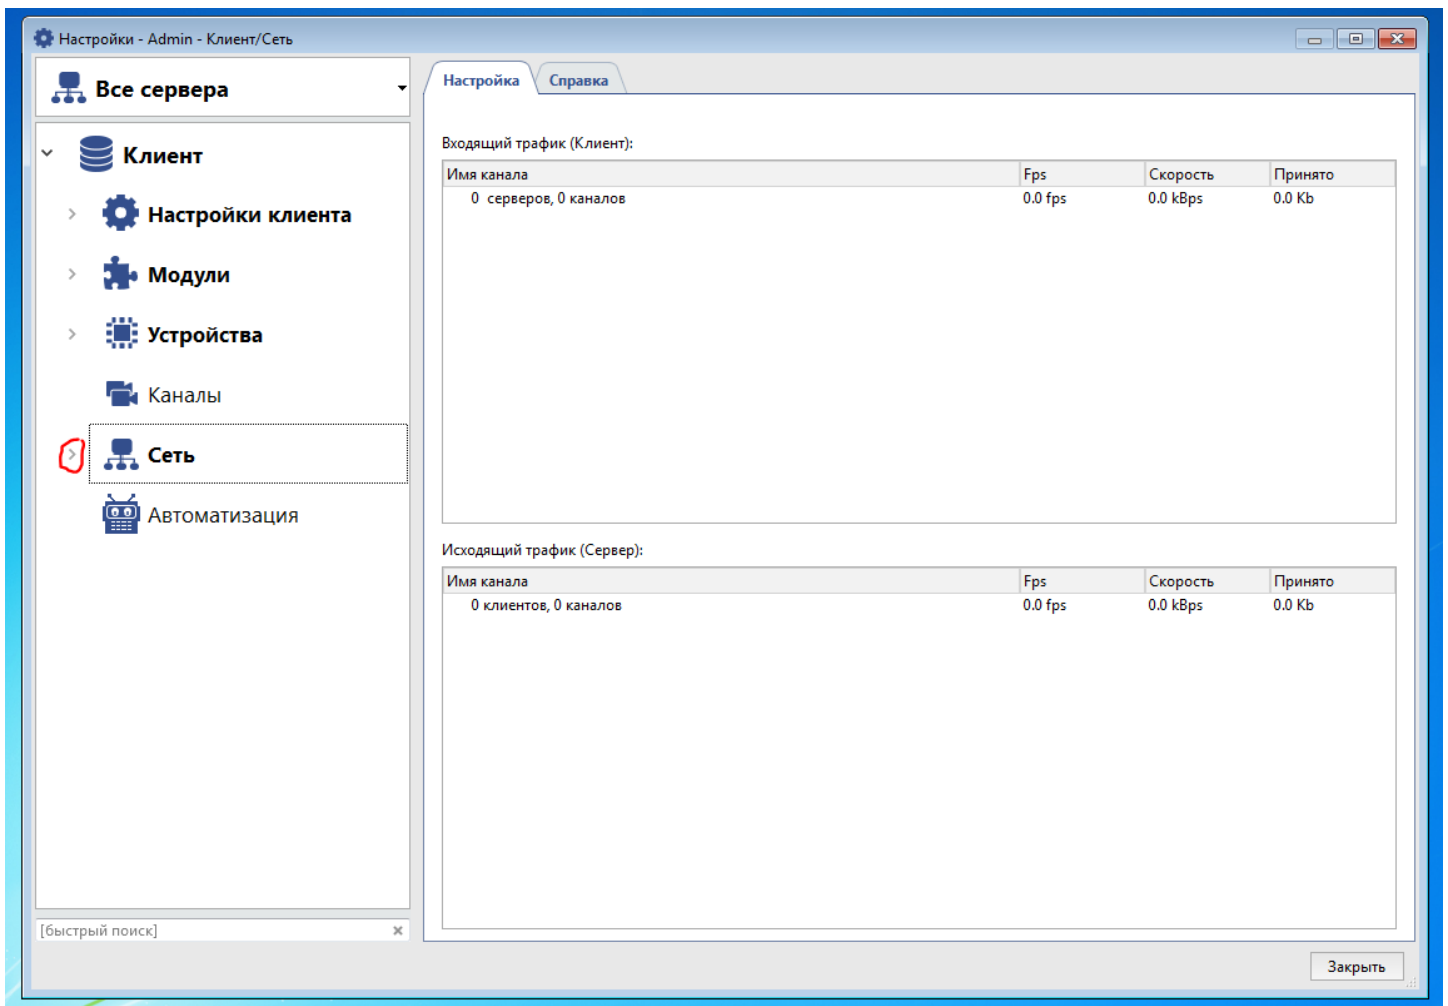 Настройки - Admin - Клиент/Сеть
Все сервера
Клиент
Настройки клиента
Модули
Устройства
Каналы
Сеть
Автоматизация
[быстрый поиск]
Настройка Справка
Входящий трафик (Клиент):
Имя канала Fps Скорость Принято
0 серверов, 0 каналов 0.0 fps 0.0 kBps 0.0 Kb
Исходящий трафик (Сервер):
Имя канала Fps Скорость Принято
0 клиентов, 0 каналов 0.0 fps 0.0 kBps 0.0 Kb
Закрыть